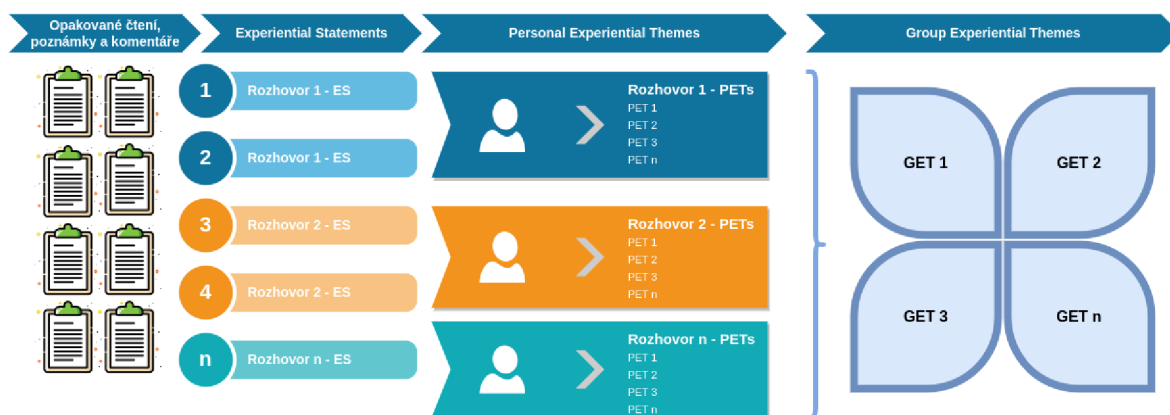 Opakované čtení,
poznámky a komentáře
Experiential Statements
Personal Experiential Themes
Group Experiential Themes
1
Rozhovor 1 - ES
2
Rozhovor 1 - ES
3
Rozhovor 2 - ES
4
Rozhovor 2 - ES
n
Rozhovor n - ES
Rozhovor 1 - PETs
PET 1
PET 2
PET 3
PET n
Rozhovor 2 - PETs
PET 1
PET 2
PET 3
PET n
Rozhovor n - PETs
PET 1
PET 2
PET 3
PET n
GET 1
GET 2
GET 3
GET n